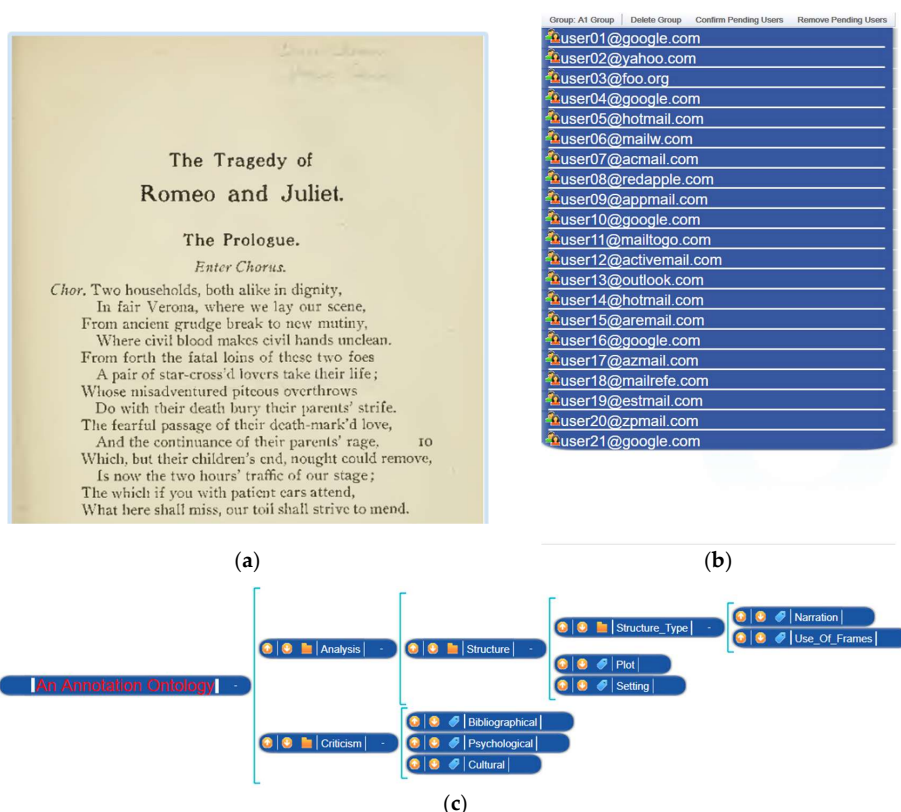 The Tragedy of
Romeo and Juliet.
The Prologue.
Enter Chorus.
Chor. Two households, both alike in dignity,
In fair Verona, where we lay our scene,
From ancient grudge break to new mutiny,
Where civil blood makes civil hands unclean.
From forth the fatal loins of these two foes
A pair of star-cross'd lovers take their life;
Whose misadventured piteous overthrows
Do with their death bury their parents' strife.
The fearful passage of their death-mark'd love,
And the continuance of their parents' rage, 10
Which, but their children's end, nought could remove,
Is now the two hours' traffic of our stage;
The which if you with patient ears attend,
What here shall miss, our toil shall strive to mend.
(a)
Group: A1 Group Delete Group Confirm Pending Users Remove Pending Users
user01@google.com
user02@yahoo.com
user03@foo.org
user04@google.com
user05@hotmail.com
user06@mailw.com
user07@acmail.com
user08@redapple.com
user09@appmail.com
user10@google.com
user11@mailtogo.com
user12@activemail.com
user13@outlook.com
user14@hotmail.com
user15@aremail.com
user16@google.com
user17@azmail.com
user18@mailrefe.com
user19@estmail.com
user20@zpmail.com
user21@google.com
(b)
An Annotation Ontology -
Analysis -
Structure -
Structure_Type -
Narration
Use_Of_Frames
Plot
Setting
Criticism -
Bibliographical
Psychological
Cultural
(c)